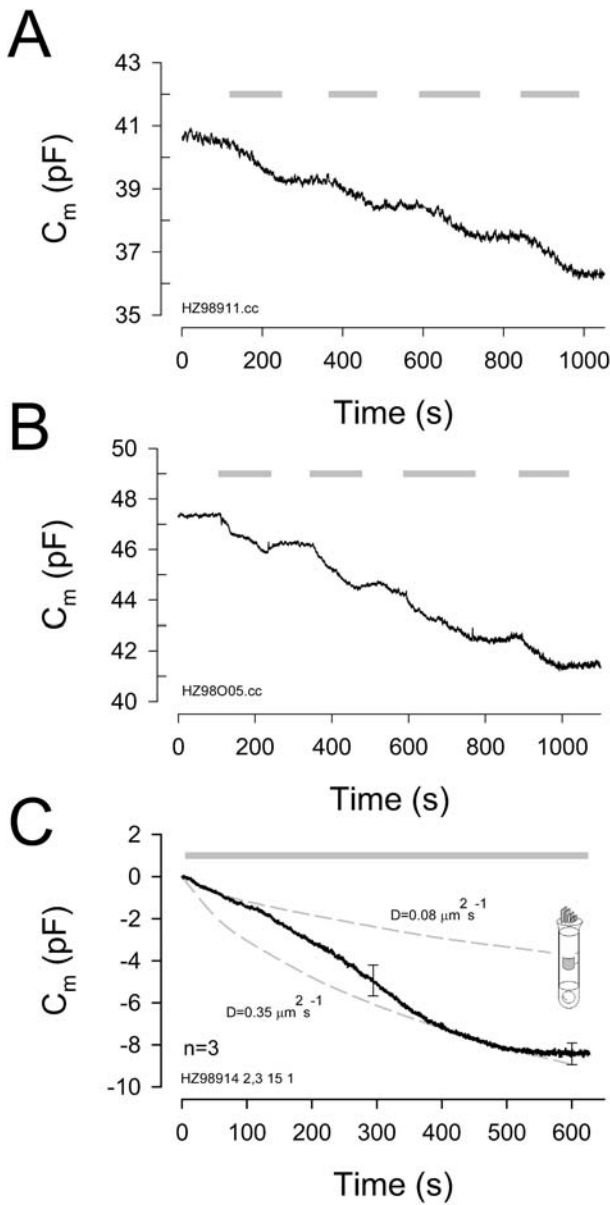 A
43
41
39
37
35
Cm (pF)
HZ98911.cc
0 200 400 600 800 1000
Time (s)
B
50
48
46
44
42
40
Cm (pF)
HZ98O05.cc
0 200 400 600 800 1000
Time (s)
C
2
0
-2
-4
-6
-8
-10
Cm (pF)
D=0.08 μm2s-1
D=0.35 μm2s-1
n=3
HZ98914 2,3 15 1
0 100 200 300 400 500 600
Time (s)